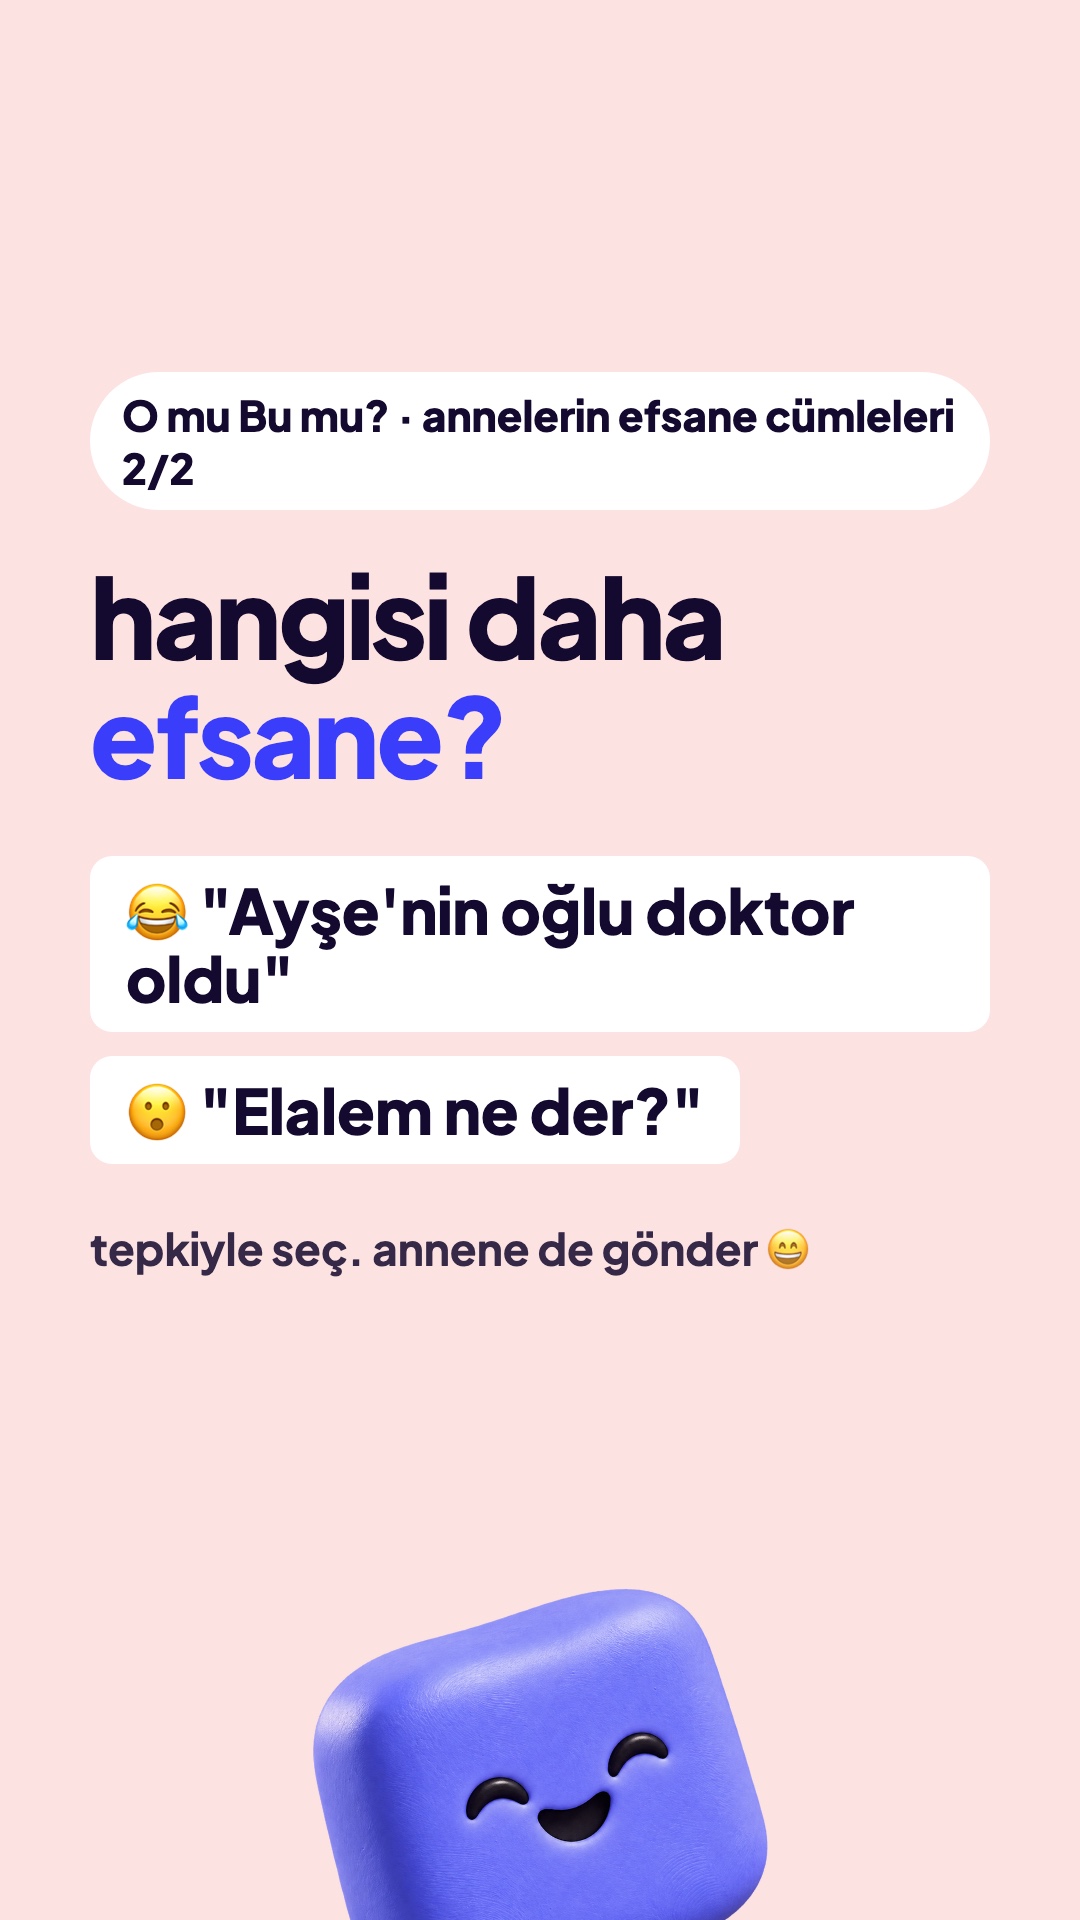 O mu Bu mu? · annelerin efsane cümleleri
2/2
hangisi daha
efsane?
😂 "Ayşe'nin oğlu doktor
oldu"
😮 "Elalem ne der?"
tepkiyle seç. annene de gönder 😄